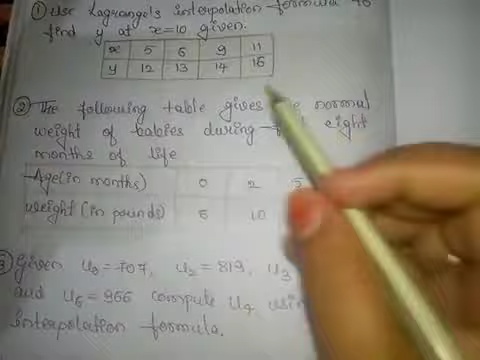 ① Use Lagrange's interpolation formula to
find y at x=10 given.
x 5 6 9 11
y 12 13 14 16
② The following table gives normal
weight of babies during eight
months of life
Age(in months) 0 2 5
weight (in pounds) 6 10
③ Given u₀ = 707, u₂ = 819, u₃
and u₆ = 966 compute u₄
interpolation formula.